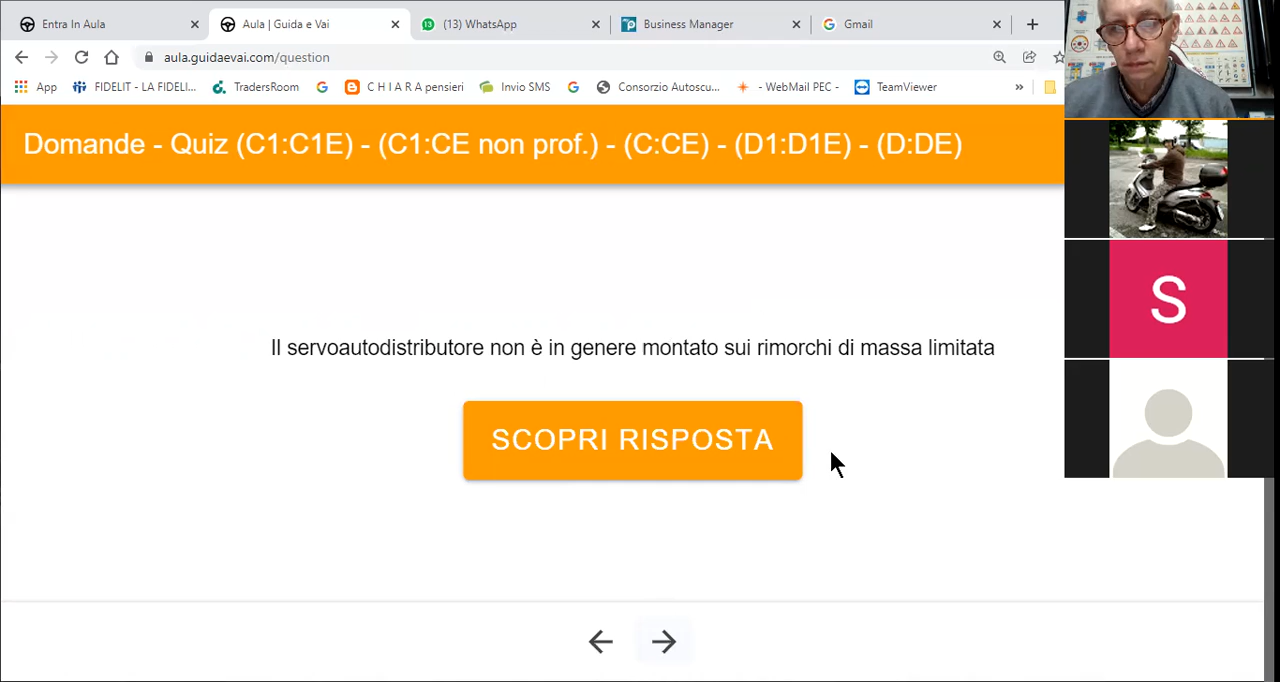 Entra In Aula
Aula | Guida e Vai
13
(13) WhatsApp
Business Manager
Gmail
aula.guidaevai.com/question
App
FIDELIT - LA FIDELI...
TradersRoom
C H I A R A pensieri
Invio SMS
Consorzio Autoscu...
- WebMail PEC -
TeamViewer
»
Domande - Quiz (C1:C1E) - (C1:CE non prof.) - (C:CE) - (D1:D1E) - (D:DE)
Il servoautodistributore non è in genere montato sui rimorchi di massa limitata
SCOPRI RISPOSTA
S